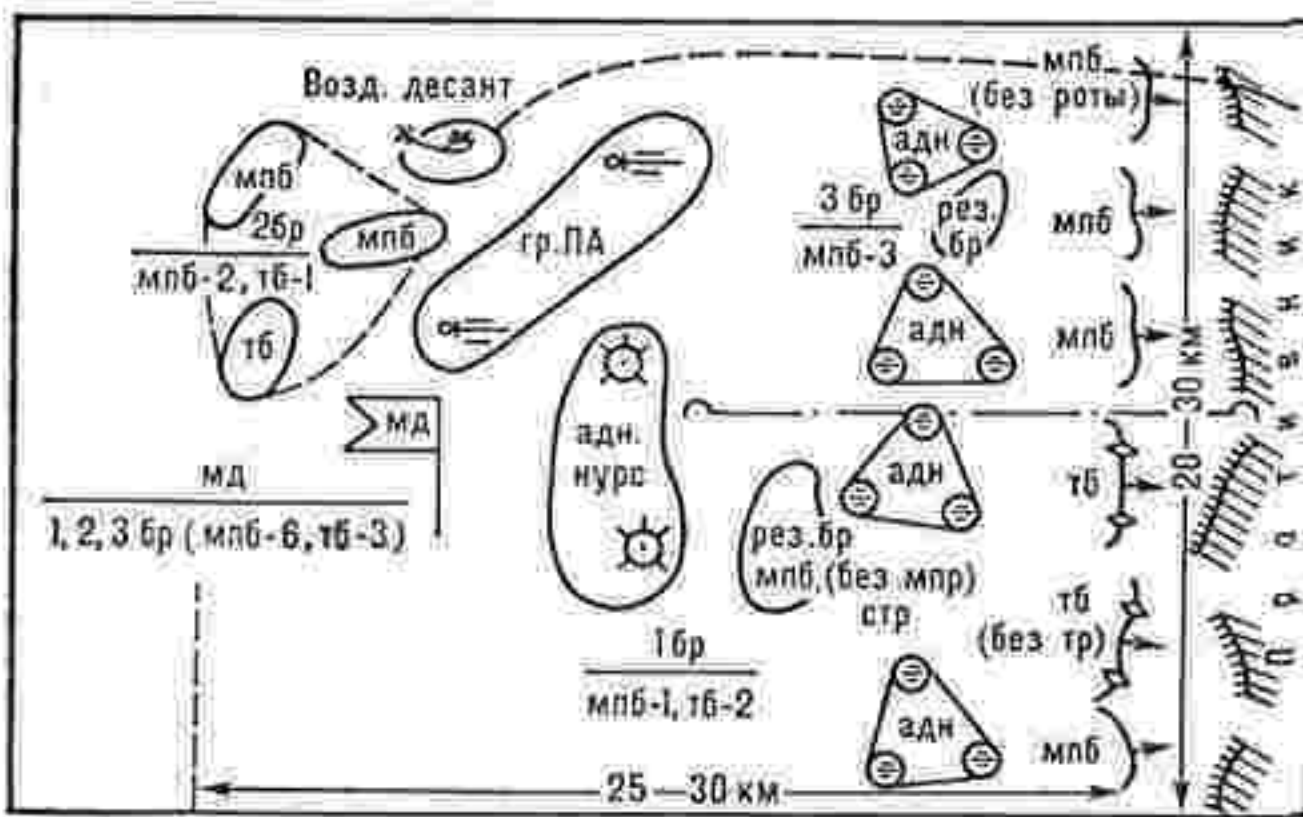 Возд. десант
мпб
2бр
мпб-2, тб-1
мпб
тб
гр.ПА
мд
мд
1, 2, 3 бр (мпб-6, тб-3)
адн.
нурс
адн
3 бр
мпб-3
рез.
бр
адн
адн
рез.бр
мпб,(без мпр)
стр
1бр
мпб-1, тб-2
адн
мпб
(без роты)
мпб
мпб
тб
тб
(без тр)
мпб
20—30 км
Противник
25—30 км